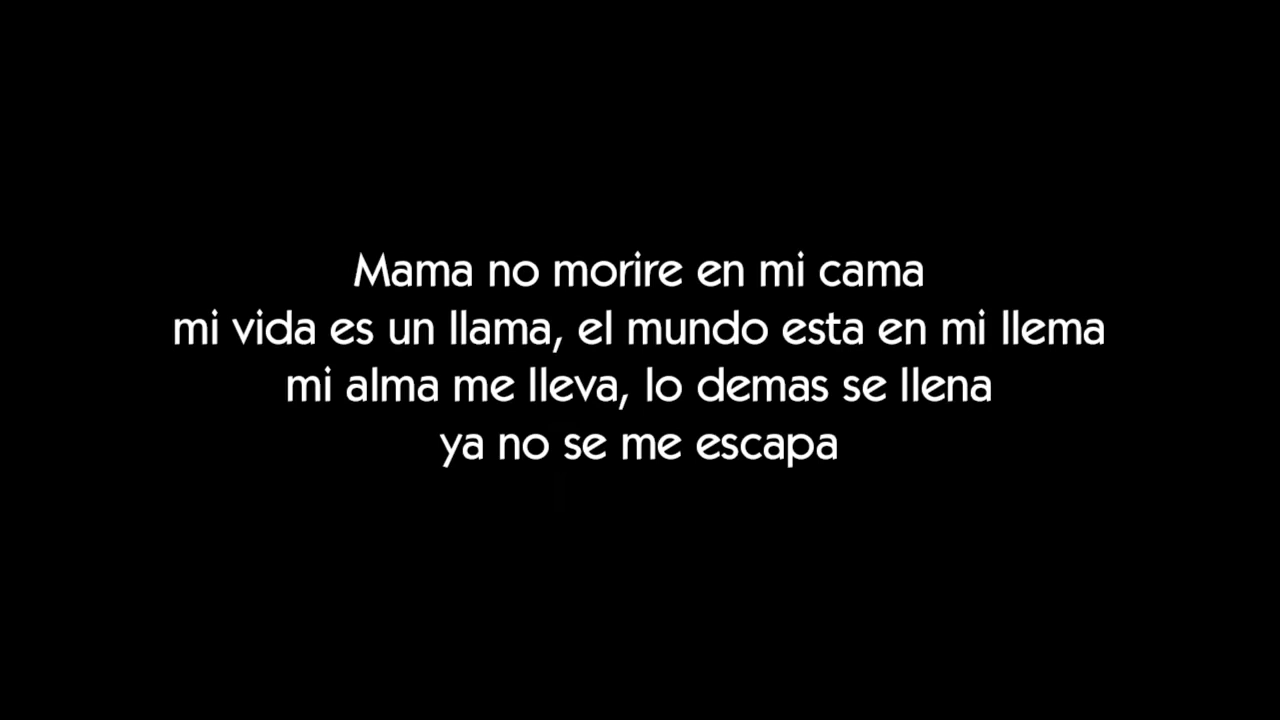 Mama no morire en mi cama
mi vida es un llama, el mundo esta en mi llema
mi alma me lleva, lo demas se llena
ya no se me escapa